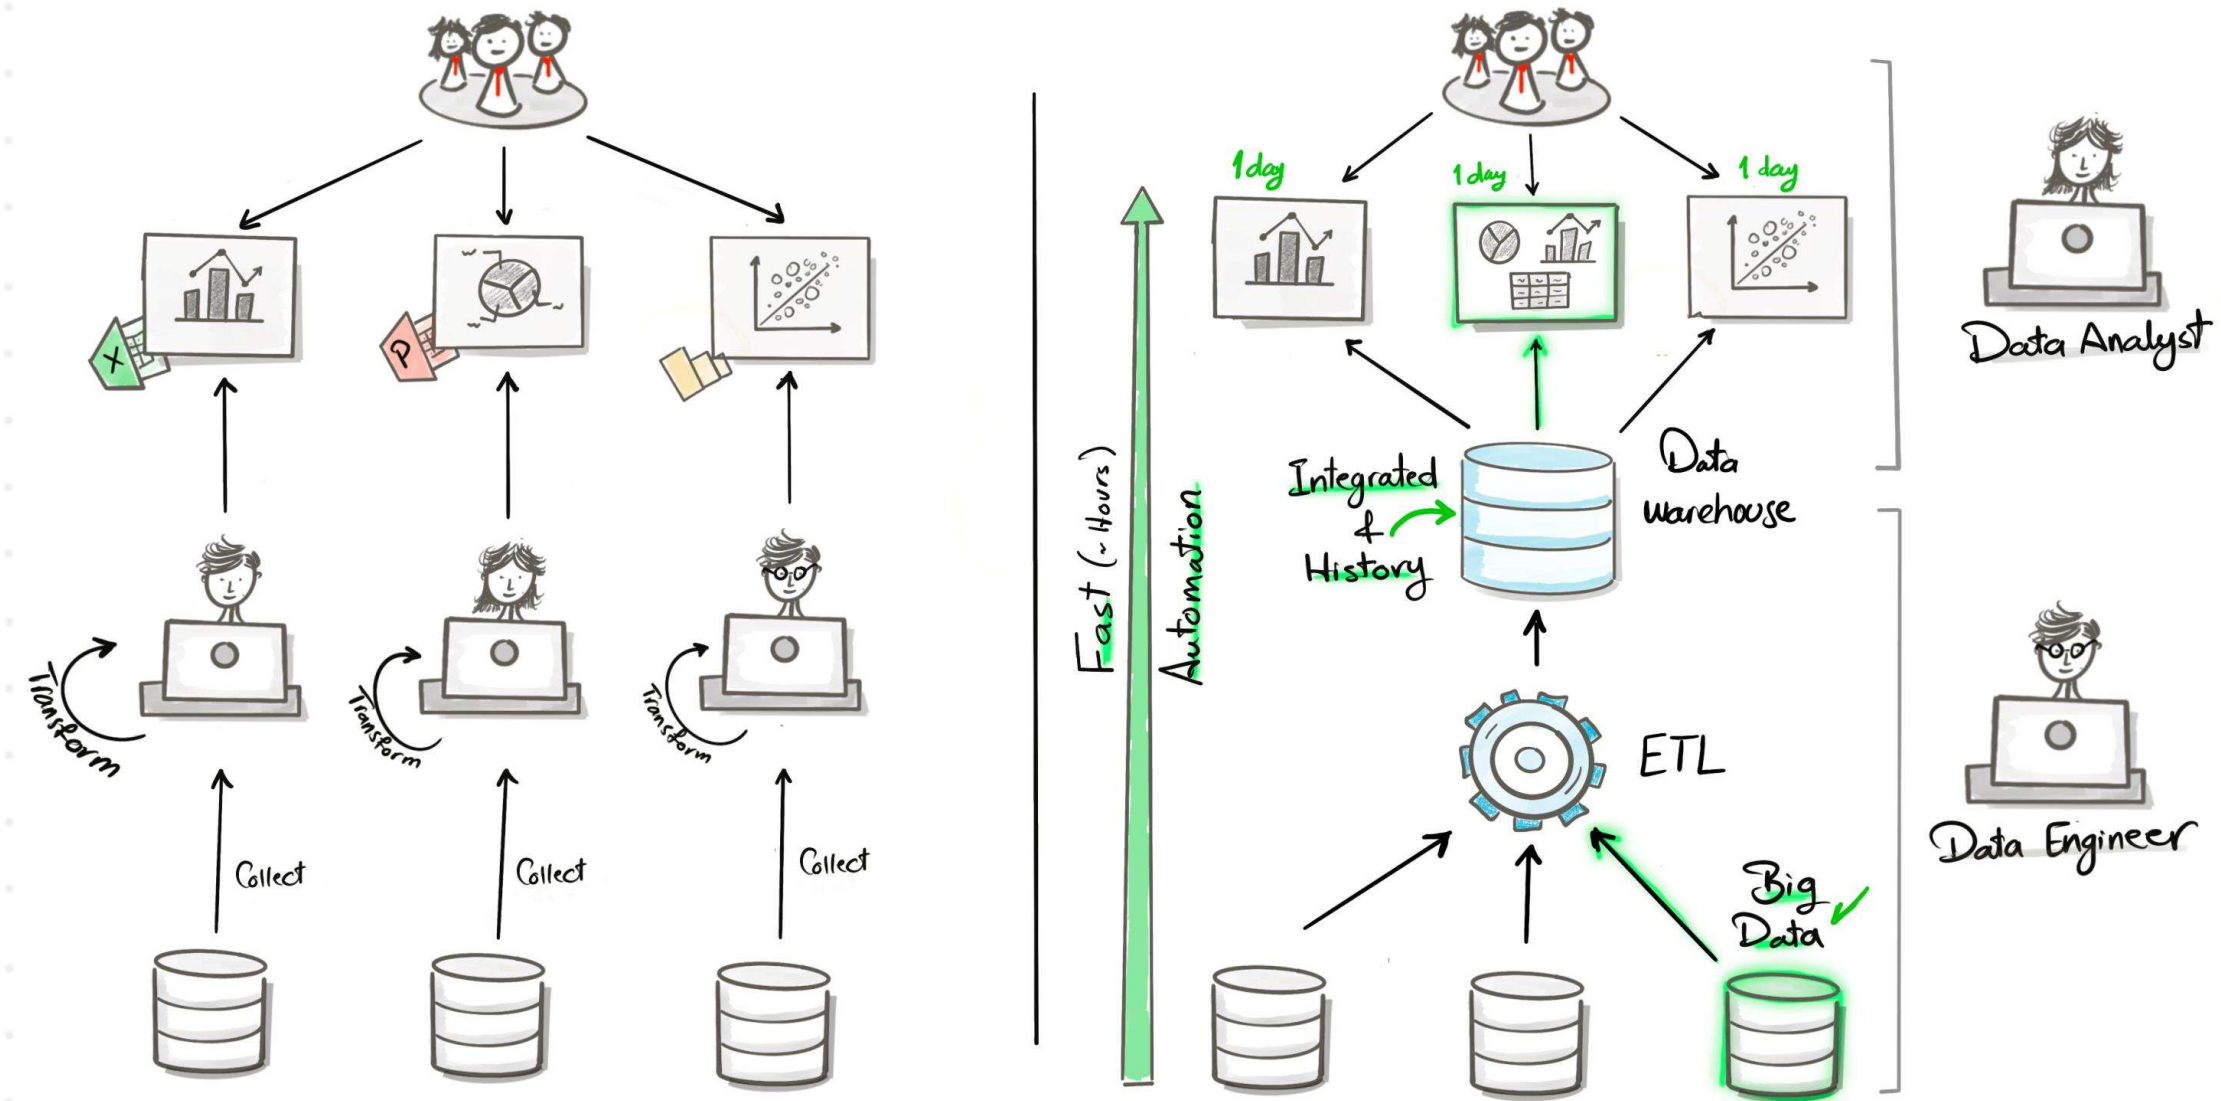 X
P
Transform
Transform
Transform
Collect
Collect
Collect
1 day
1 day
1 day
Fast (~ Hours)
Automation
Integrated
&
History
Data
warehouse
ETL
Big
Data
Data Analyst
Data Engineer